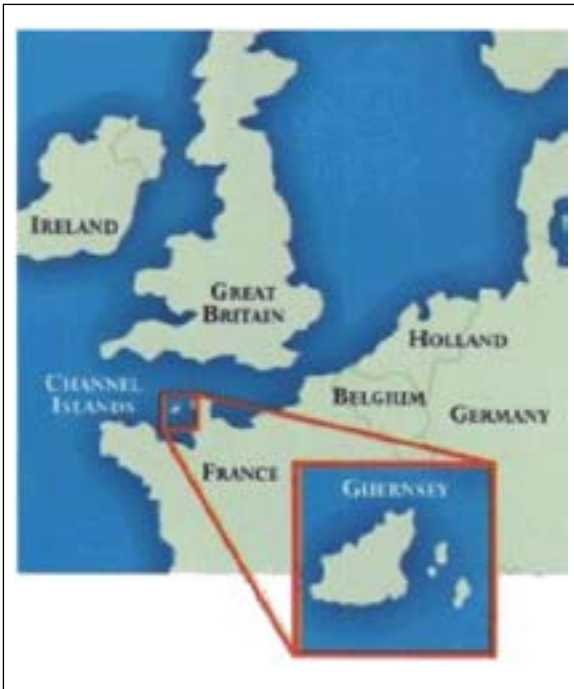 IRELAND
GREAT
BRITAIN
HOLLAND
CHANNEL
ISLANDS
BELGIUM
GERMANY
FRANCE
GUERNSEY